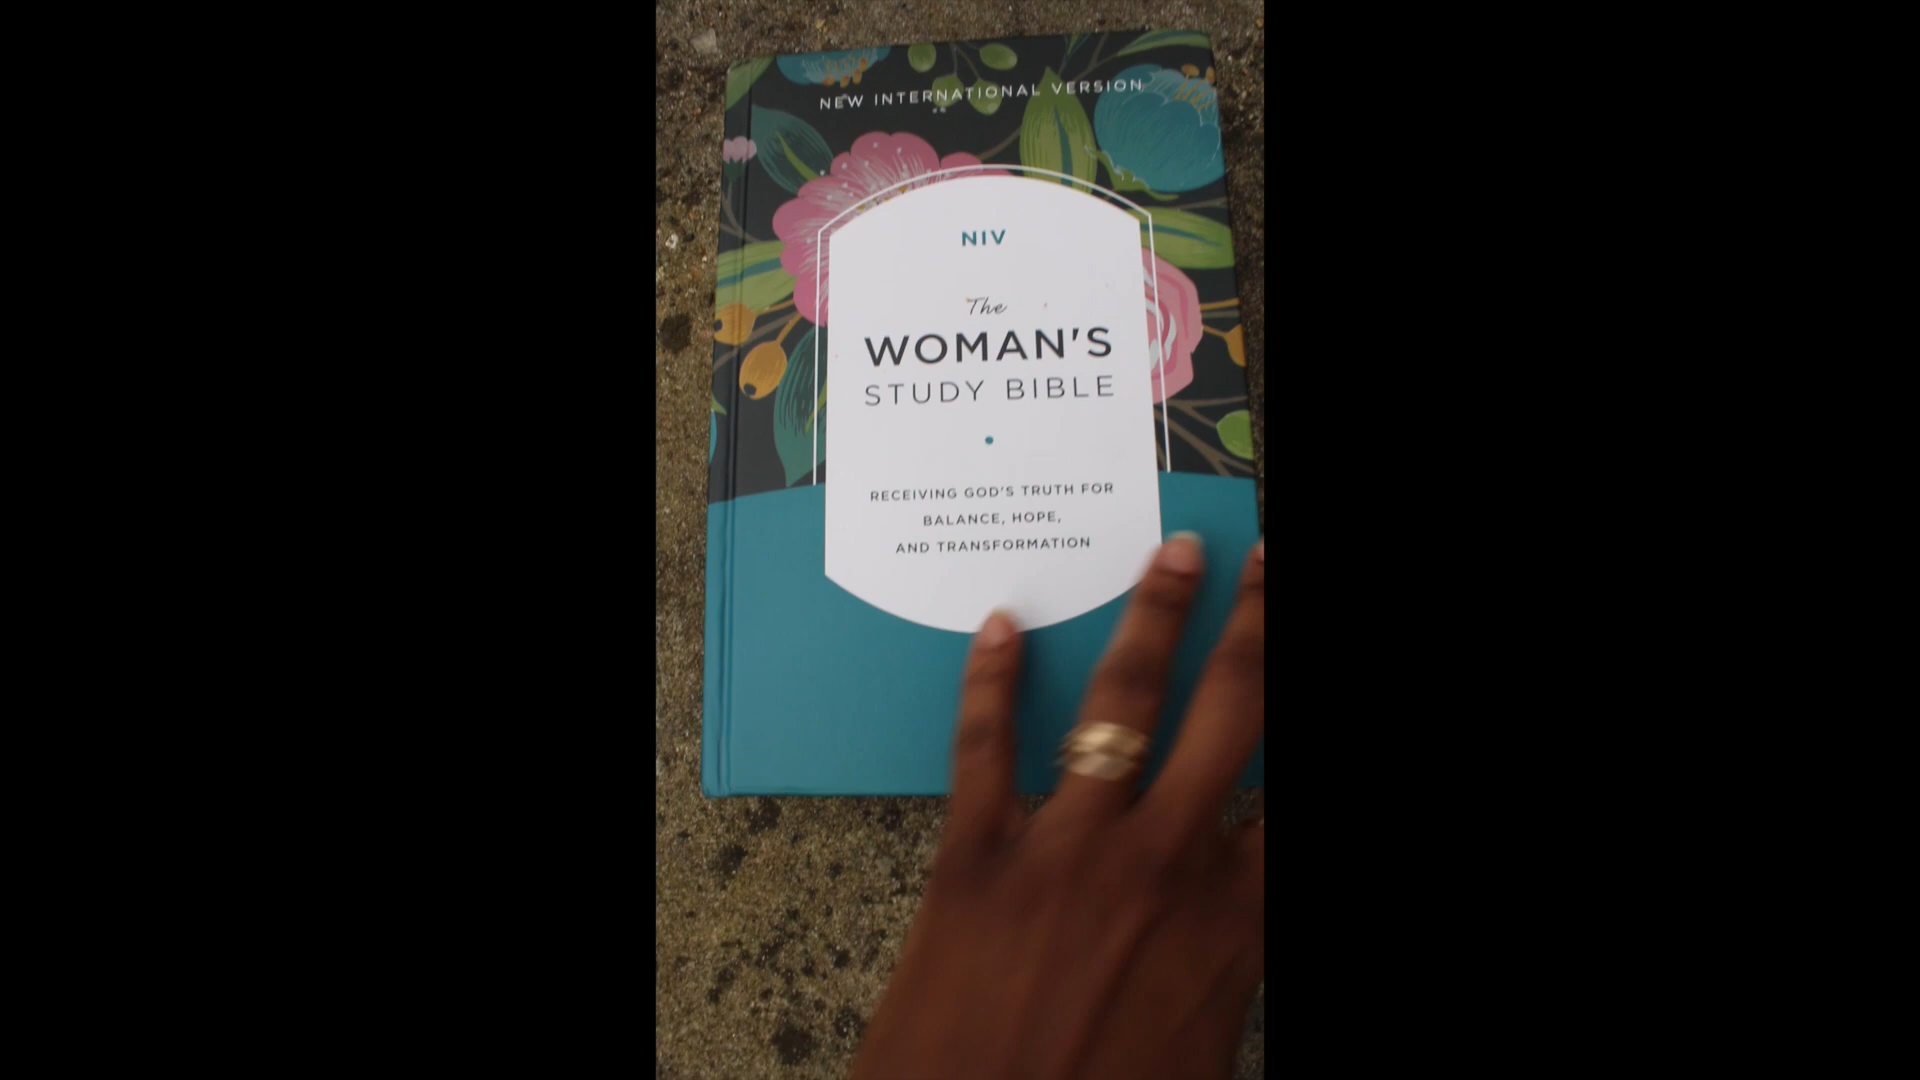 NEW INTERNATIONAL VERSION
NIV
The
WOMAN'S
STUDY BIBLE
RECEIVING GOD'S TRUTH FOR
BALANCE, HOPE,
AND TRANSFORMATION